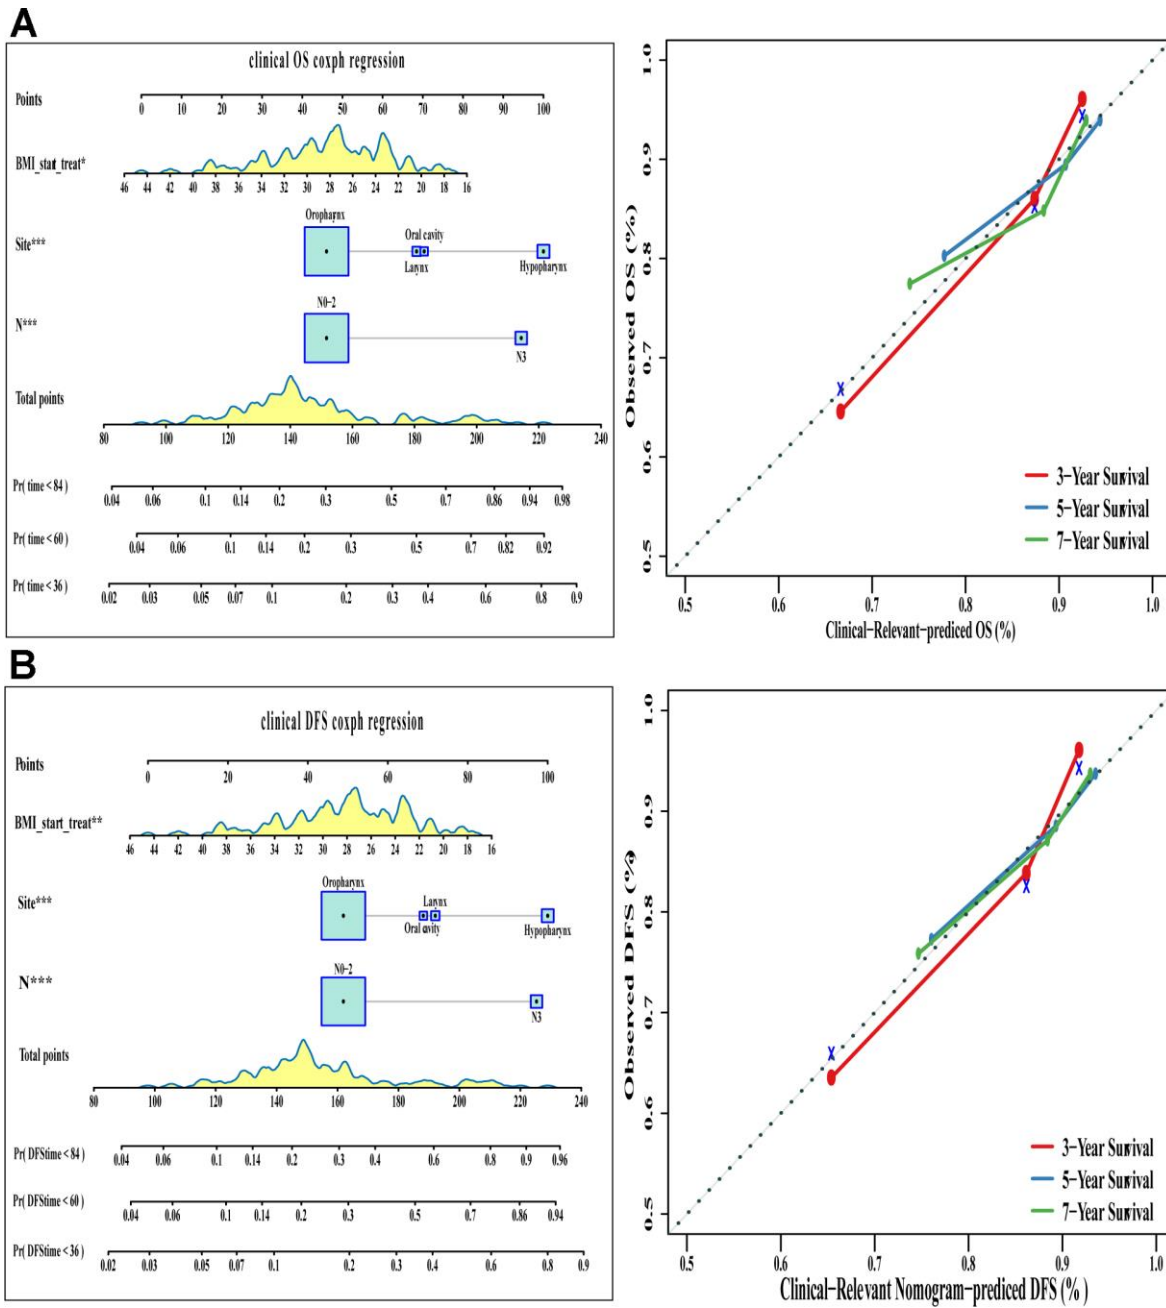 A
clinical OS coxph regression
Points
0 10 20 30 40 50 60 70 80 90 100
BMI_start_treat*
46 44 42 40 38 36 34 32 30 28 26 24 22 20 18 16
Oropharynx
Oral cavity
Site***
Larynx
Hypopharynx
N0-2
N***
N3
Total points
80 100 120 140 160 180 200 220 240
Pr( time < 84 )
0.04 0.06 0.1 0.14 0.2 0.3 0.5 0.7 0.86 0.94 0.98
Pr( time < 60 )
0.04 0.06 0.1 0.14 0.2 0.3 0.5 0.7 0.82 0.92
Pr( time < 36 )
0.02 0.03 0.05 0.07 0.1 0.2 0.3 0.4 0.6 0.8 0.9
Observed OS (%)
1.0
0.9
0.8
0.7
0.6
0.5
3-Year Survival
5-Year Survival
7-Year Survival
0.5 0.6 0.7 0.8 0.9 1.0
Clinical-Relevant-prediced OS (%)
B
clinical DFS coxph regression
Points
0 20 40 60 80 100
BMI_start_treat**
46 44 42 40 38 36 34 32 30 28 26 24 22 20 18 16
Oropharynx
Larynx
Site***
Oral cavity
Hypopharynx
N0-2
N***
N3
Total points
80 100 120 140 160 180 200 220 240
Pr( DFStime < 84 )
0.04 0.06 0.1 0.14 0.2 0.3 0.4 0.6 0.8 0.9 0.96
Pr( DFStime < 60 )
0.04 0.06 0.1 0.14 0.2 0.3 0.5 0.7 0.86 0.94
Pr( DFStime < 36 )
0.02 0.03 0.05 0.07 0.1 0.2 0.3 0.4 0.6 0.8 0.9
Observed DFS (%)
1.0
0.9
0.8
0.7
0.6
0.5
3-Year Survival
5-Year Survival
7-Year Survival
0.5 0.6 0.7 0.8 0.9 1.0
Clinical-Relevant Nomogram-prediced DFS (% )